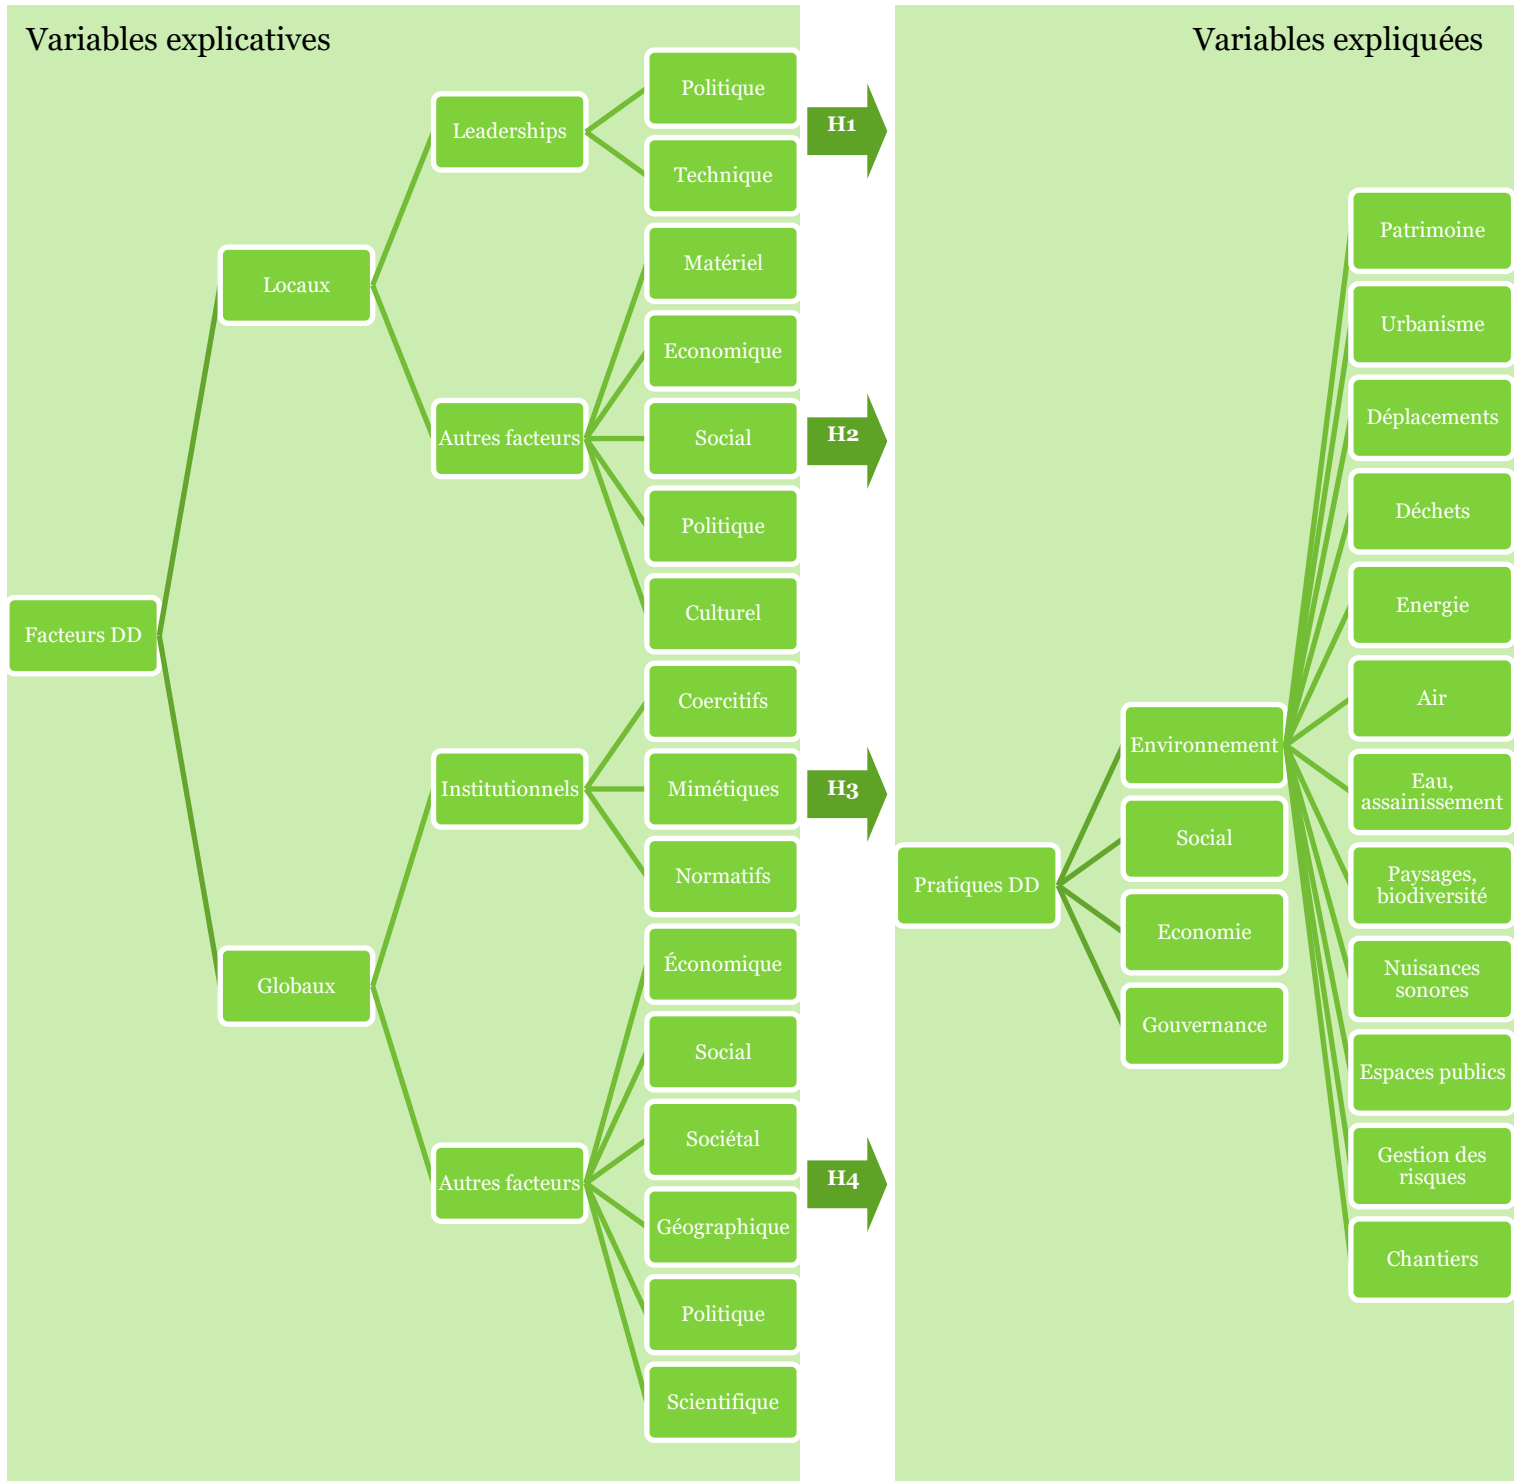 Variables explicatives
Facteurs DD
Locaux
Globaux
Leaderships
Autres facteurs
Institutionnels
Autres facteurs
Politique
Technique
Matériel
Economique
Social
Politique
Culturel
Coercitifs
Mimétiques
Normatifs
Économique
Social
Sociétal
Géographique
Politique
Scientifique
H1
H2
H3
H4
Variables expliquées
Pratiques DD
Environnement
Social
Economie
Gouvernance
Patrimoine
Urbanisme
Déplacements
Déchets
Energie
Air
Eau,
assainissement
Paysages,
biodiversité
Nuisances
sonores
Espaces publics
Gestion des
risques
Chantiers